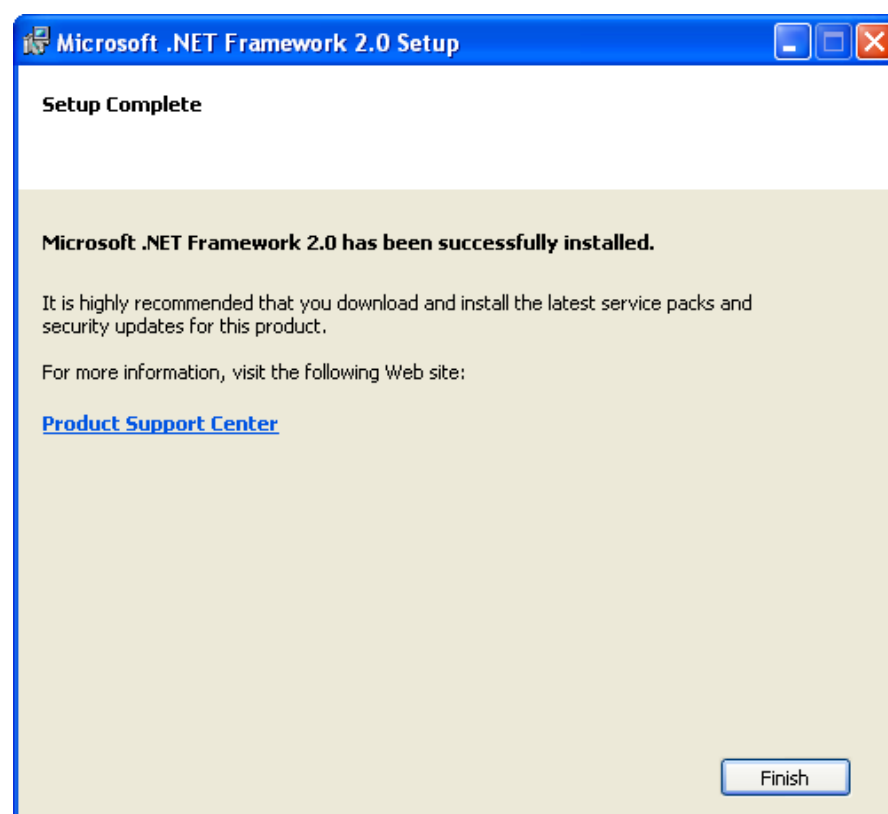 Microsoft .NET Framework 2.0 Setup
Setup Complete
Microsoft .NET Framework 2.0 has been successfully installed.
It is highly recommended that you download and install the latest service packs and
security updates for this product.
For more information, visit the following Web site:
Product Support Center
Finish